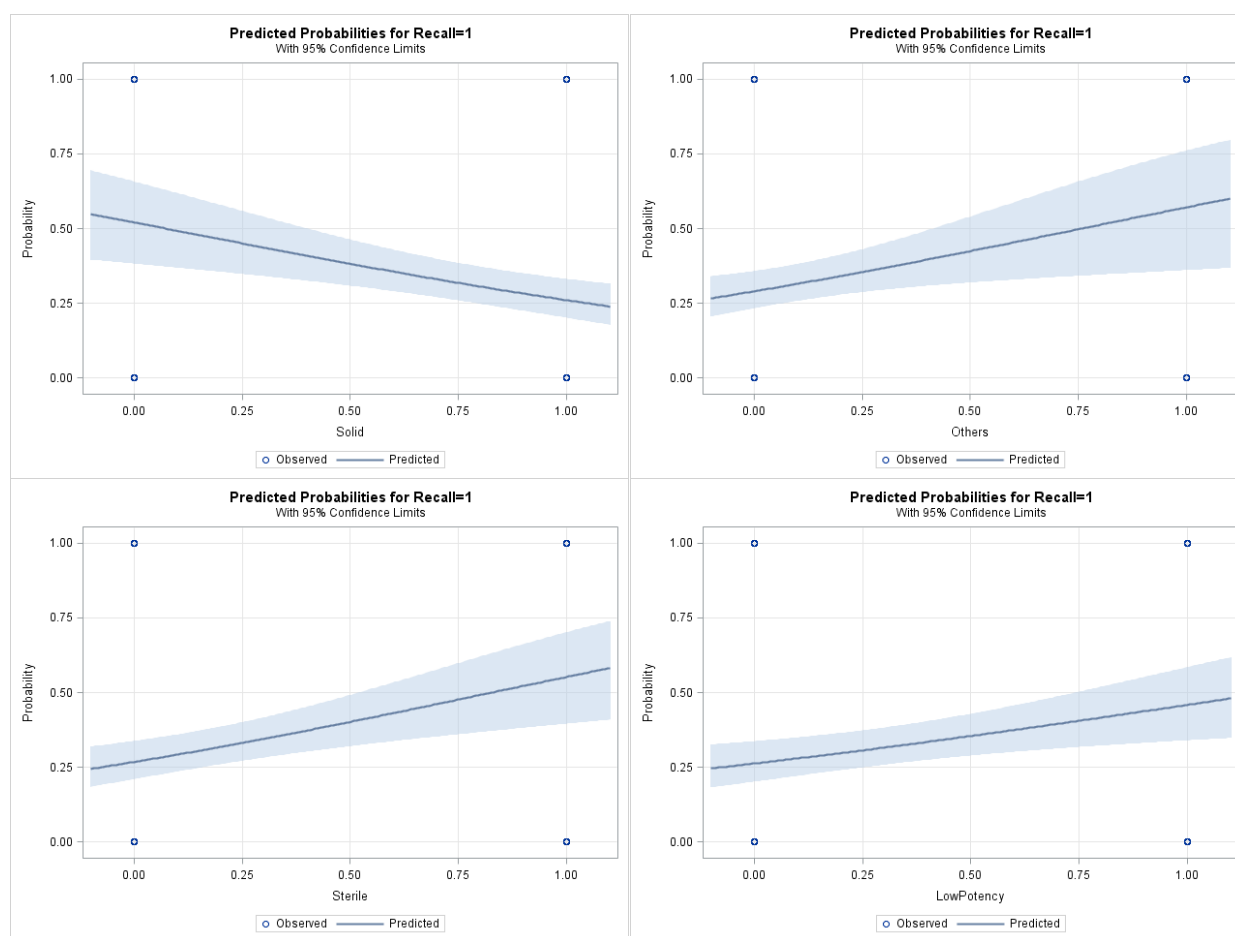 Predicted Probabilities for Recall=1
With 95% Confidence Limits
1.00
0.75
0.50
0.25
0.00
Probability
0.00 0.25 0.50 0.75 1.00
Solid
Observed Predicted
Predicted Probabilities for Recall=1
With 95% Confidence Limits
1.00
0.75
0.50
0.25
0.00
Probability
0.00 0.25 0.50 0.75 1.00
Others
Observed Predicted
Predicted Probabilities for Recall=1
With 95% Confidence Limits
1.00
0.75
0.50
0.25
0.00
Probability
0.00 0.25 0.50 0.75 1.00
Sterile
Observed Predicted
Predicted Probabilities for Recall=1
With 95% Confidence Limits
1.00
0.75
0.50
0.25
0.00
Probability
0.00 0.25 0.50 0.75 1.00
LowPotency
Observed Predicted